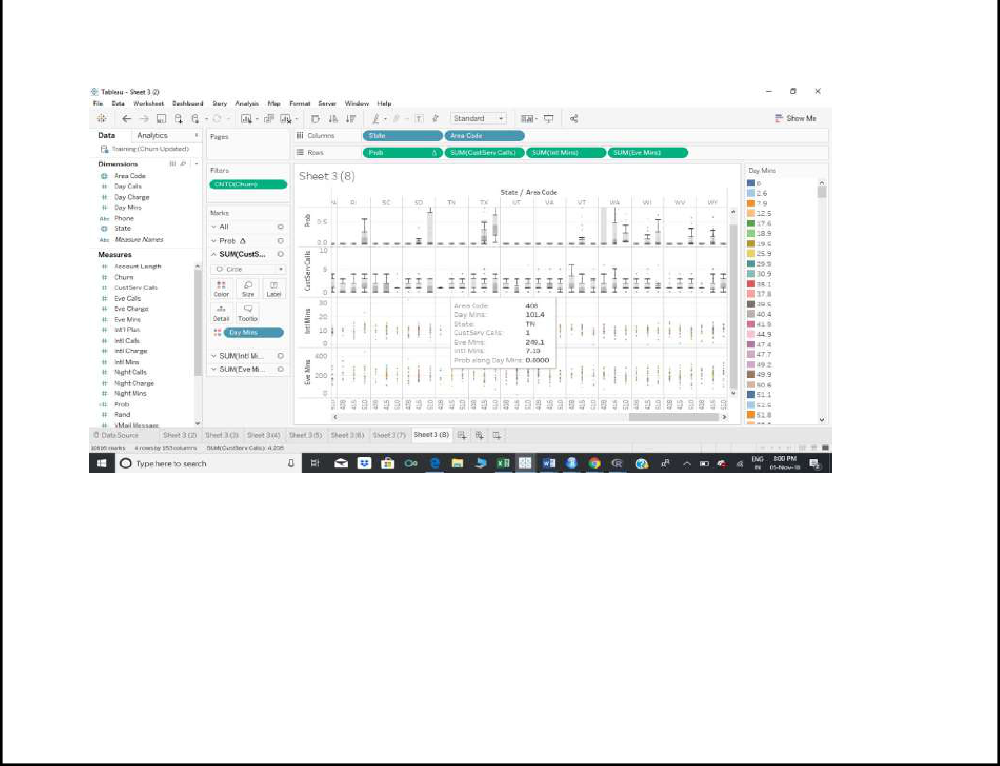 Tableau - Sheet 3 (2)
File Data Worksheet Dashboard Story Analysis Map Format Server Window Help
Standard
Show Me
Data Analytics
Training (Churn Updated)
Dimensions
Area Code
Day Calls
Day Charge
Day Mins
Abc Phone
State
Abc Measure Names
Measures
Account Length
Churn
CustServ Calls
Eve Calls
Eve Charge
Eve Mins
Int'l Plan
Intl Calls
Intl Charge
Intl Mins
Night Calls
Night Charge
Night Mins
Prob
Rand
VMail Message
Pages
Filters
CNTD(Churn)
Marks
All
Prob Δ
SUM(CustS...
Circle
Color Size Label
Detail Tooltip
Day Mins
SUM(Intl Mi...
SUM(Eve Mi...
Columns State Area Code
Rows Prob Δ SUM(CustServ Calls) SUM(Intl Mins) SUM(Eve Mins)
Sheet 3 (8)
State / Area Code
RI SC SD TN TX UT VA VT WA WI WV WY
Prob
0.5
0.0
CustServ Calls
10
5
0
Intl Mins
30
20
10
0
Eve Mins
400
200
0
Area Code: 408
Day Mins: 101.4
State: TN
CustServ Calls: 1
Eve Mins: 249.1
Intl Mins: 7.10
Prob along Day Mins: 0.0000
510 408 415 510 408 415 510 408 415 510 408 415 510 408 415 510 408 415 510 408 415 510 408 415 510 408 415 510 408 415 510 408 415 510 408 415 510
Day Mins
0
2.6
7.9
12.5
17.6
18.9
19.5
25.9
29.9
30.9
35.1
37.8
39.5
40.4
41.9
44.9
47.4
47.7
49.2
49.9
50.6
51.1
51.5
51.8
Data Source Sheet 3 (2) Sheet 3 (3) Sheet 3 (4) Sheet 3 (5) Sheet 3 (6) Sheet 3 (7) Sheet 3 (8)
10616 marks 4 rows by 153 columns SUM(CustServ Calls): 4,206
Type here to search
ENG
IN
8:00 PM
05-Nov-18